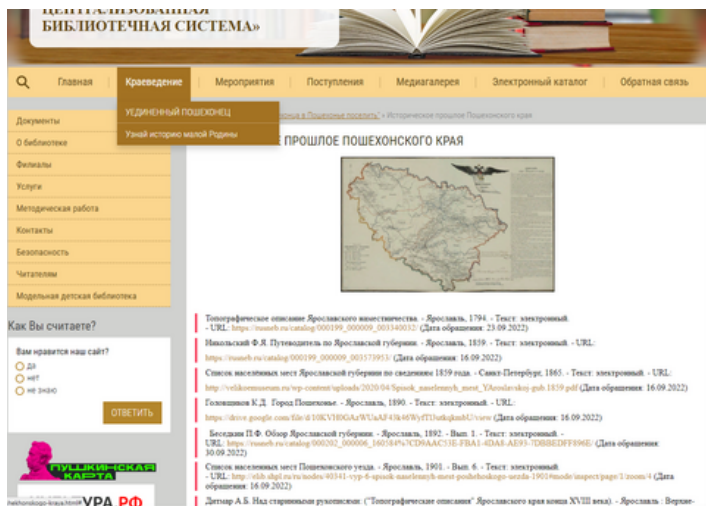 ЦЕНТРАЛИЗОВАННАЯ
БИБЛИОТЕЧНАЯ СИСТЕМА»
Главная
Краеведение
Мероприятия
Поступления
Медиагалерея
Электронный каталог
Обратная связь
УЕДИНЕННЫЙ ПОШЕХОНЕЦ
Узнай историю малой Родины
в Пошехонье поселить" » Историческое прошлое Пошехонского края
Документы
О библиотеке
Филиалы
Услуги
Методическая работа
Контакты
Безопасность
Читателям
Модельная детская библиотека
Как Вы считаете?
Вам нравится наш сайт?
да
нет
не знаю
ОТВЕТИТЬ
ПУШКИНСКАЯ
КАРТА
УРА.РФ
ПРОШЛОЕ ПОШЕХОНСКОГО КРАЯ
Топографическое описание Ярославского наместничества. - Ярославль, 1794. - Текст: электронный.
- URL: https://rusneb.ru/catalog/000199_000009_003340032/ (Дата обращения: 23.09.2022)
Никольский Ф.Я. Путеводитель по Ярославской губернии. - Ярославль, 1859. - Текст: электронный. - URL:
https://rusneb.ru/catalog/000199_000009_003573953/ (Дата обращения: 16.09.2022)
Список населённых мест Ярославской губернии по сведениям 1859 года. - Санкт-Петербург, 1865. - Текст: электронный. - URL:
(Дата обращения: 16.09.2022)
Головщиков К.Д. Город Пошехонье. - Ярославль, 1890. - Текст: электронный. - URL:
(Дата обращения: 16.09.2022)
Беседкин П.Ф. Обзор Ярославской губернии. - Ярославль, 1892. - Вып. 1. - Текст: электронный. -
URL: (Дата обращения:
30.09.2022)
Список населенных мест Пошехонского уезда. - Ярославль, 1901. - Вып. 6. - Текст: электронный.
- URL: (Дата
обращения: 16.09.2022)
Дитмар А.Б. Над старинными рукописями: ("Топографические описания" Ярославского края конца XVIII века). - Ярославль : Верхне-